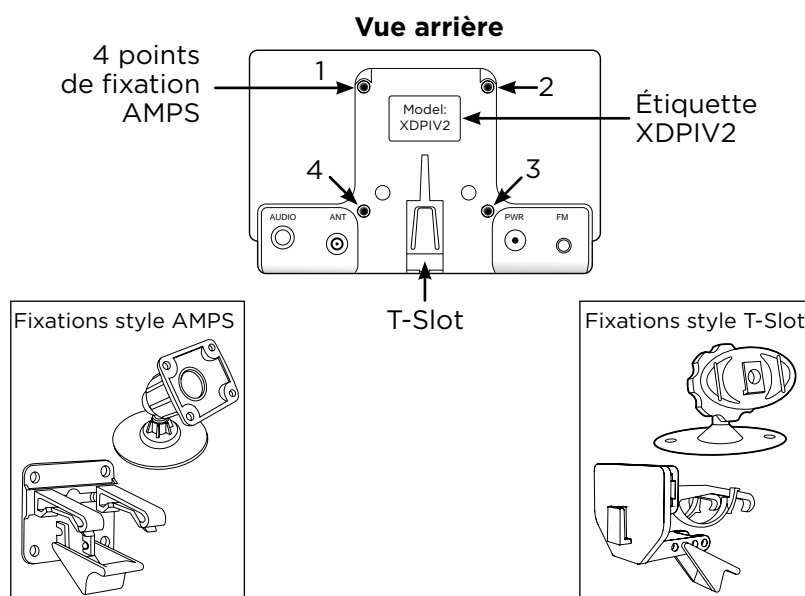 Vue arrière
4 points
de fixation
AMPS
1
2
Model:
XDPIV2
Étiquette
XDPIV2
4
3
AUDIO
ANT
PWR
FM
T-Slot
Fixations style AMPS
Fixations style T-Slot